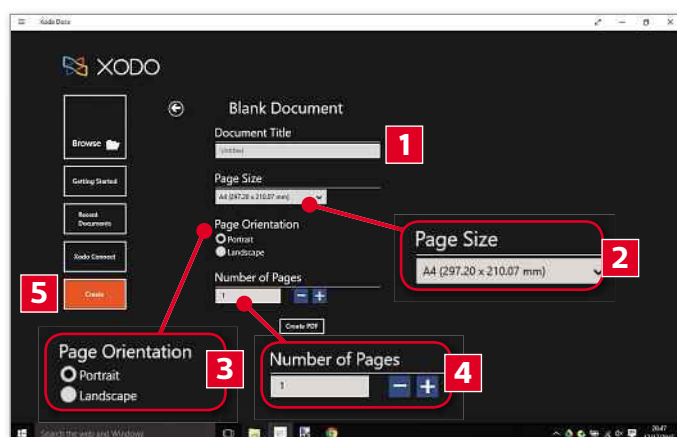 Xodo Docs
XODO
Browse
Getting Started
Recent
Documents
Xodo Connect
Create
5
Blank Document
Document Title
Untitled
1
Page Size
A4 (297.20 x 210.07 mm)
Page Orientation
Portrait
Landscape
Number of Pages
1
Create PDF
Page Size
A4 (297.20 x 210.07 mm)
2
Page Orientation
Portrait
Landscape
3
Number of Pages
1
4
Search the web and Windows
20:47